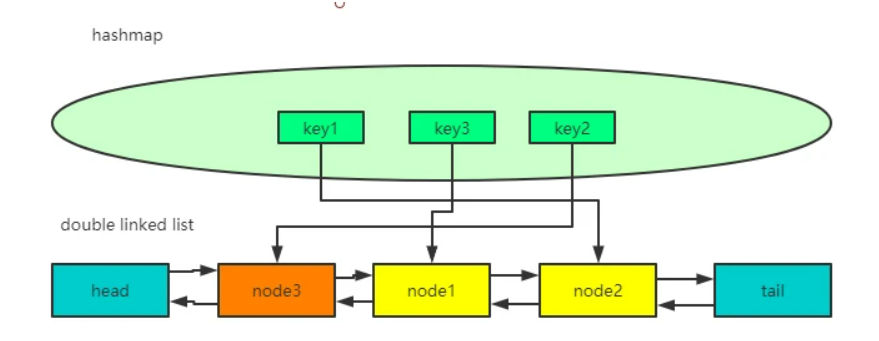 hashmap
key1 key3 key2
double linked list
head node3 node1 node2 tail